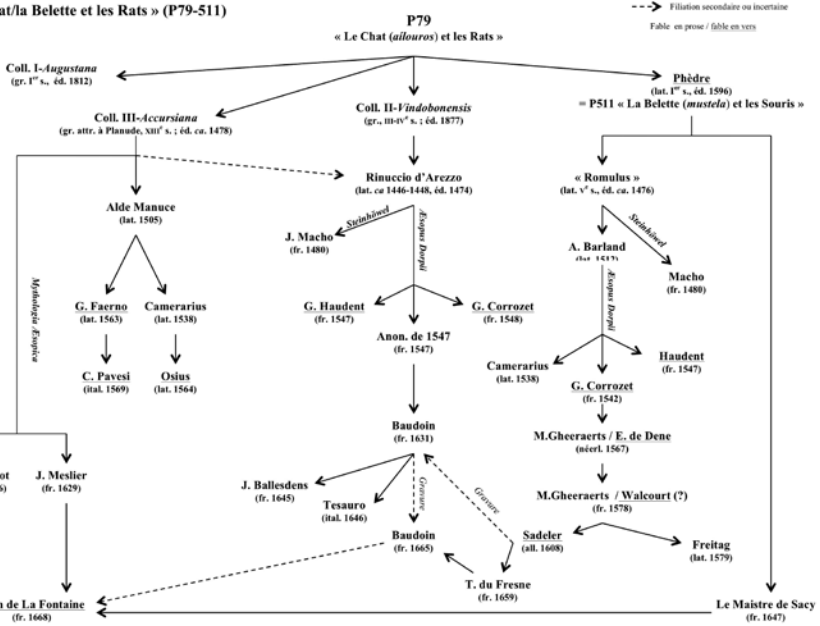 at/la Belette et les Rats » (P79-511)
Filiation secondaire ou incertaine
Fable en prose / fable en vers
P79
« Le Chat (aílouros) et les Rats »
Coll. I-Augustana
(gr. Ier s., éd. 1812)
Phèdre
(lat. Ier s., éd. 1596)
= P511 « La Belette (mustela) et les Souris »
Coll. III-Accursiana
(gr. attr. à Planude, XIIIe s. ; éd. ca. 1478)
Coll. II-Vindobonensis
(gr., III-IVe s. ; éd. 1877)
Rinuccio d'Arezzo
(lat. ca 1446-1448, éd. 1474)
« Romulus »
(lat. Ve s., éd. ca. 1476)
Alde Manuce
(lat. 1505)
Steinhöwel
J. Macho
(fr. 1480)
Æsopus Dorpii
Steinhöwel
A. Barland
(lat. 1512)
Macho
(fr. 1480)
Æsopus Dorpii
Mythologia Æsopica
G. Faerno
(lat. 1563)
Camerarius
(lat. 1538)
G. Haudent
(fr. 1547)
G. Corrozet
(fr. 1548)
Anon. de 1547
(fr. 1547)
Camerarius
(lat. 1538)
Haudent
(fr. 1547)
G. Corrozet
(fr. 1542)
C. Pavesi
(ital. 1569)
Osius
(lat. 1564)
Baudoin
(fr. 1631)
M.Gheeraerts / E. de Dene
(néerl. 1567)
ot
6)
J. Meslier
(fr. 1629)
J. Ballesdens
(fr. 1645)
Tesauro
(ital. 1646)
Gravure
Gravure
M.Gheeraerts / Walcourt (?)
(fr. 1578)
Baudoin
(fr. 1665)
Sadeler
(all. 1608)
Freitag
(lat. 1579)
T. du Fresne
(fr. 1659)
n de La Fontaine
(fr. 1668)
Le Maistre de Sacy
(fr. 1647)